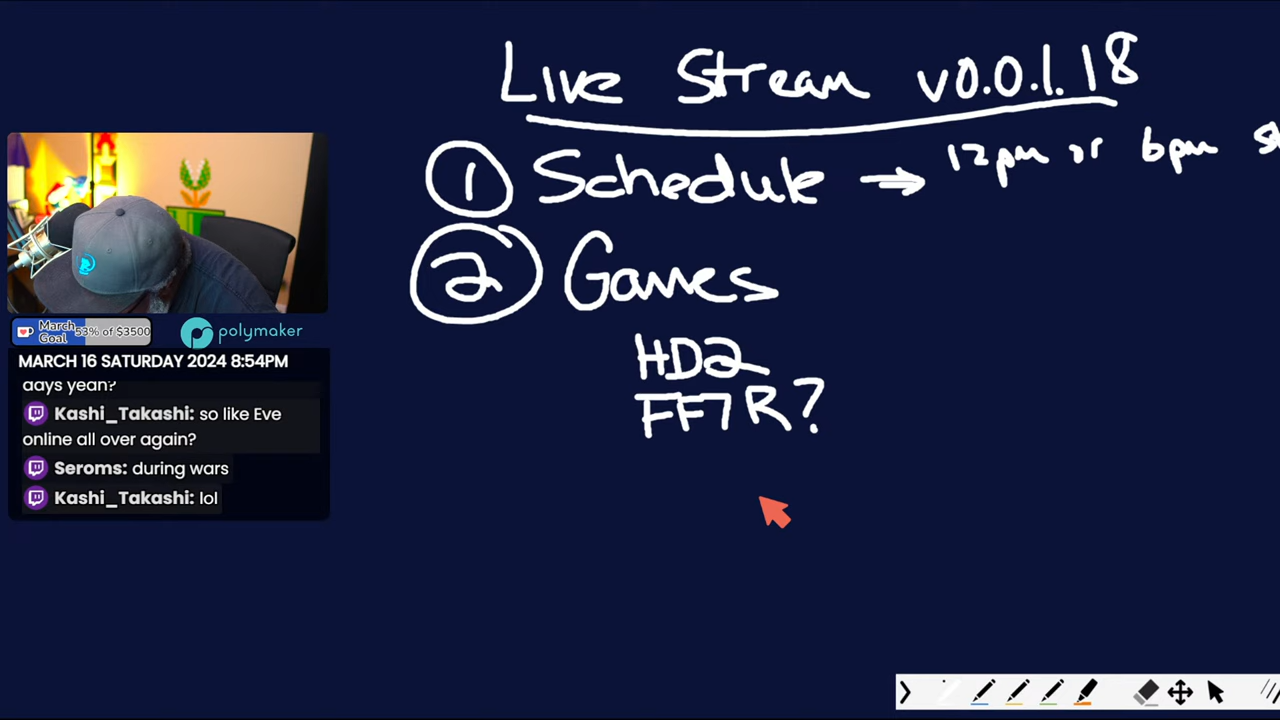 Live Stream v0.0.1.18
① Schedule → 12pm or 6pm
② Games
HD2
FF7R?
March Goal 53% of $3500
polymaker
MARCH 16 SATURDAY 2024 8:54PM
days yeah?
Kashi_Takashi: so like Eve
online all over again?
Seroms: during wars
Kashi_Takashi: lol